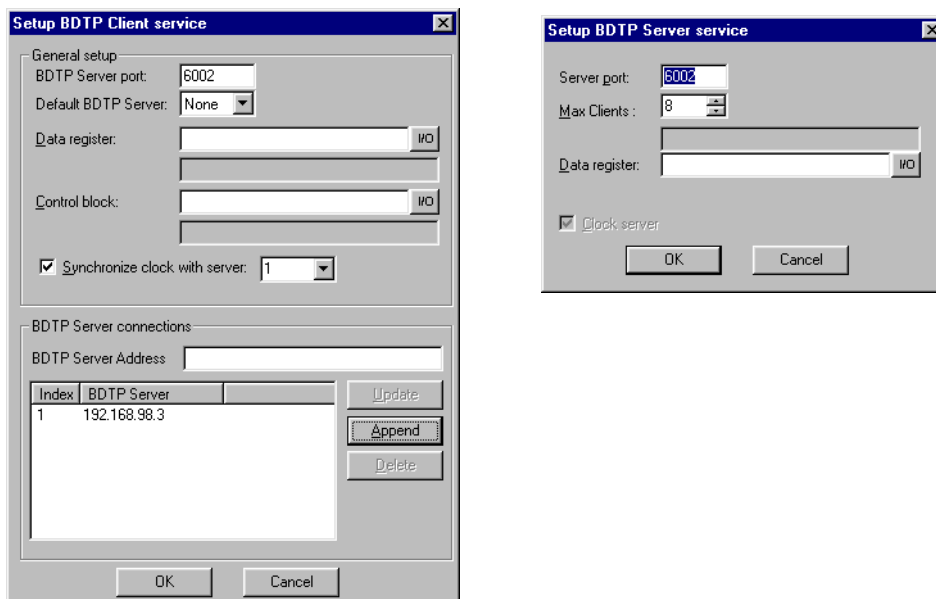 Setup BDTP Client service
General setup
BDTP Server port: 6002
Default BDTP Server: None
Data register: I/O
Control block: I/O
Synchronize clock with server: 1
BDTP Server connections
BDTP Server Address
Index BDTP Server
1 192.168.98.3
Update
Append
Delete
OK Cancel
Setup BDTP Server service
Server port: 6002
Max Clients : 8
Data register: I/O
Clock server
OK Cancel